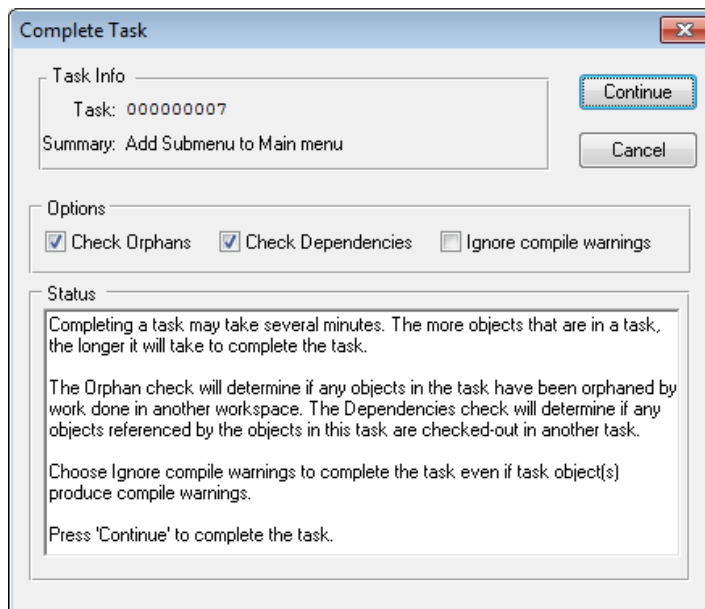 Complete Task
Task Info
Task: 000000007
Summary: Add Submenu to Main menu
Continue
Cancel
Options
Check Orphans Check Dependencies Ignore compile warnings
Status
Completing a task may take several minutes. The more objects that are in a task,
the longer it will take to complete the task.
The Orphan check will determine if any objects in the task have been orphaned by
work done in another workspace. The Dependencies check will determine if any
objects referenced by the objects in this task are checked-out in another task.
Choose Ignore compile warnings to complete the task even if task object(s)
produce compile warnings.
Press 'Continue' to complete the task.